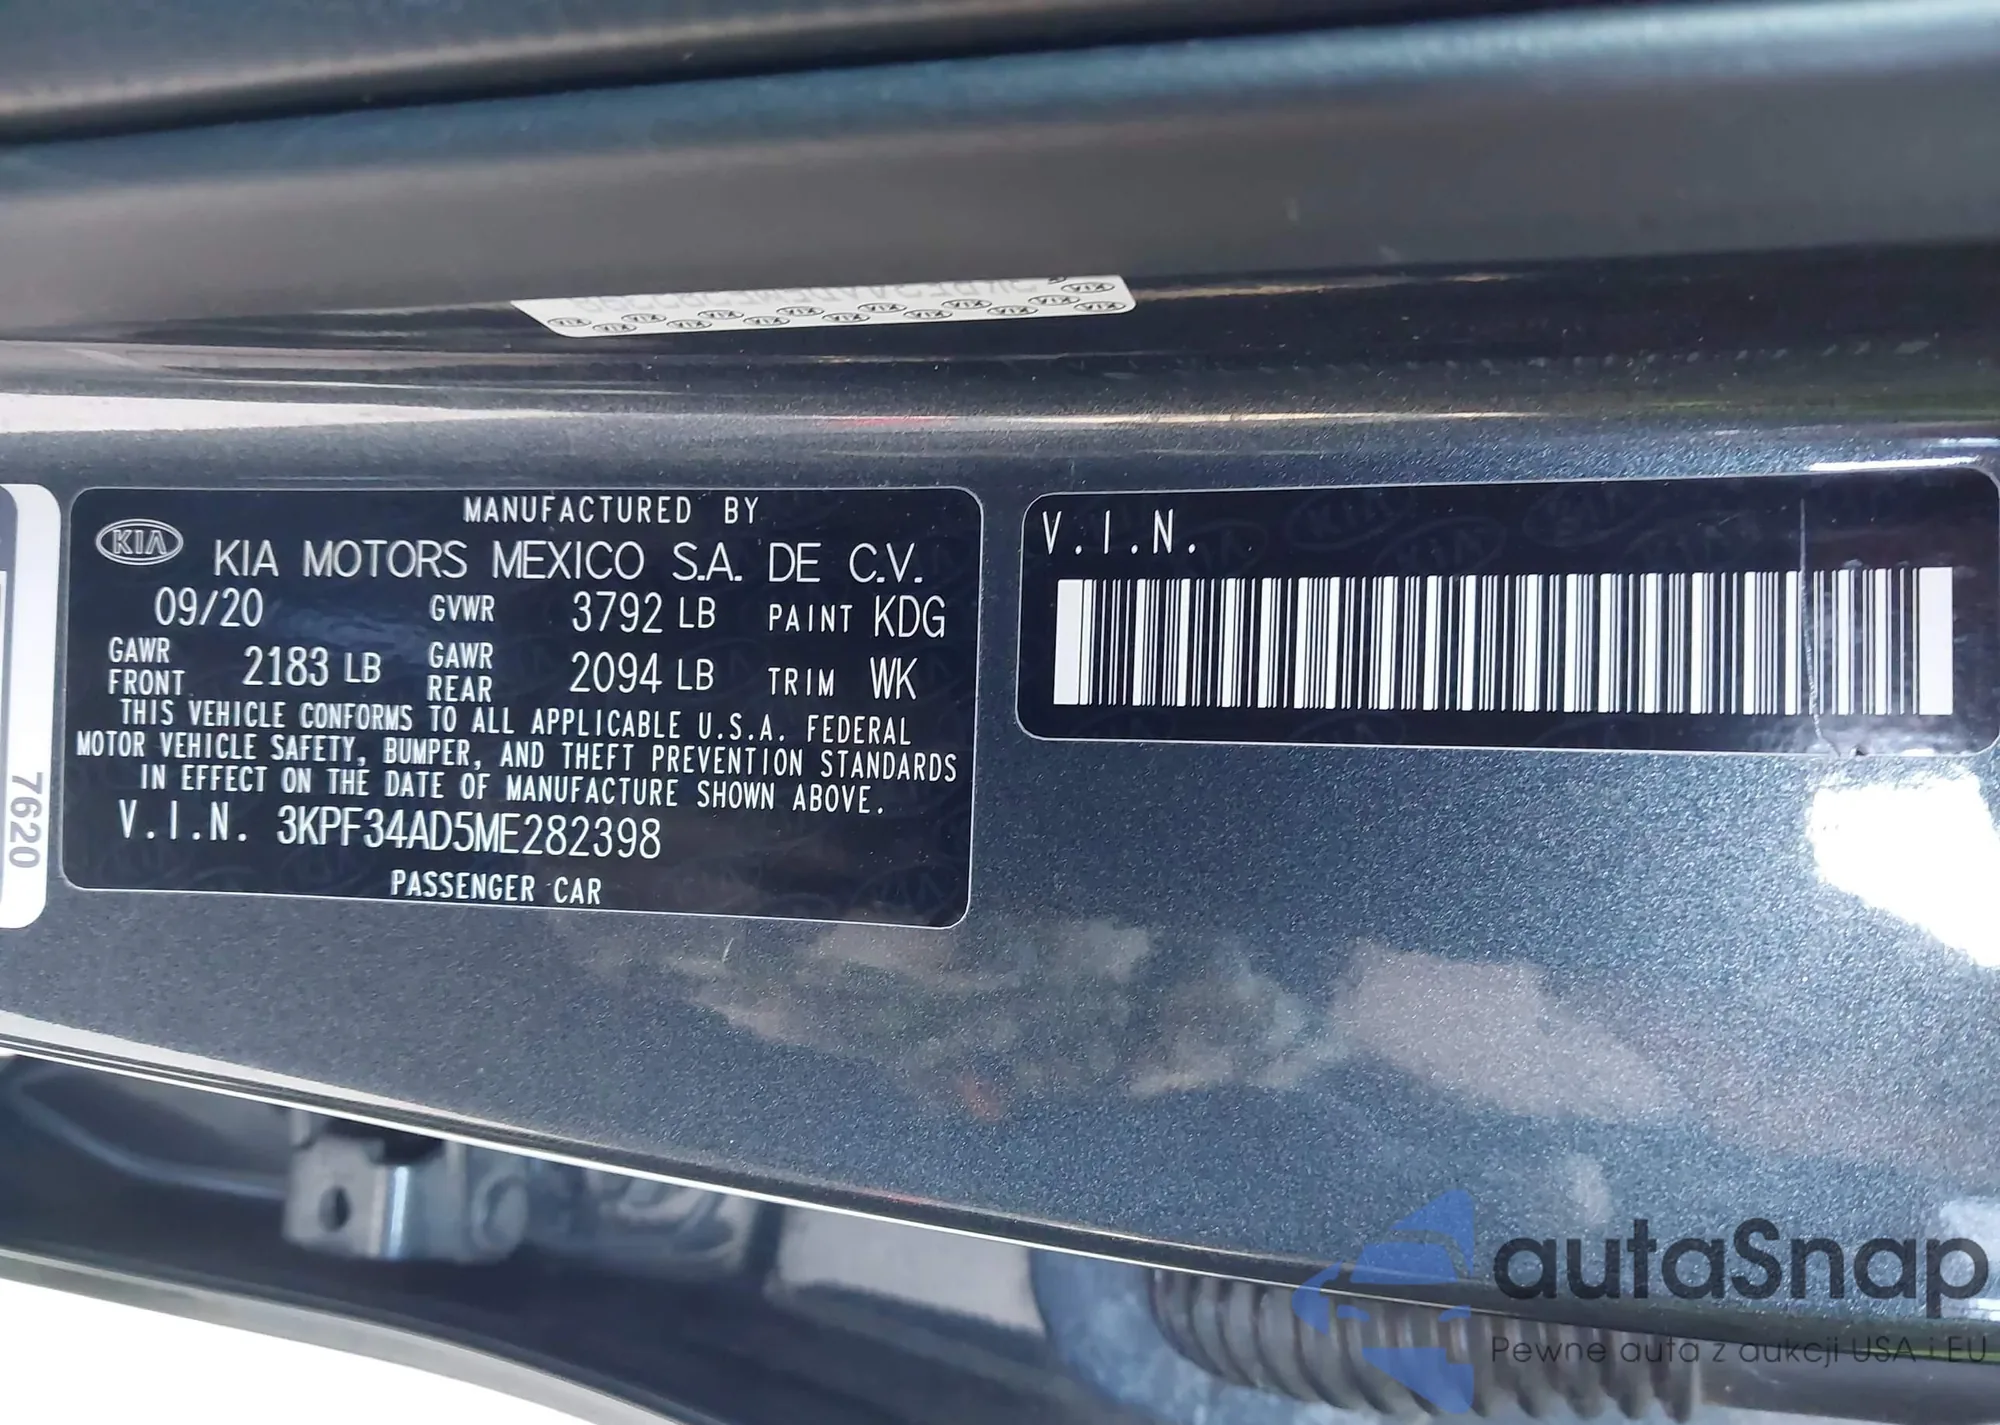 MANUFACTURED BY
KIA
KIA MOTORS MEXICO S.A. DE C.V.
09/20 GVWR 3792 LB PAINT KDG
GAWR FRONT 2183 LB GAWR REAR 2094 LB TRIM WK
THIS VEHICLE CONFORMS TO ALL APPLICABLE U.S.A. FEDERAL
MOTOR VEHICLE SAFETY, BUMPER, AND THEFT PREVENTION STANDARDS
IN EFFECT ON THE DATE OF MANUFACTURE SHOWN ABOVE.
V.I.N. 3KPF34AD5ME282398
PASSENGER CAR
V.I.N.
7620
autaSnap
Pewne auta z aukcji USA i EU